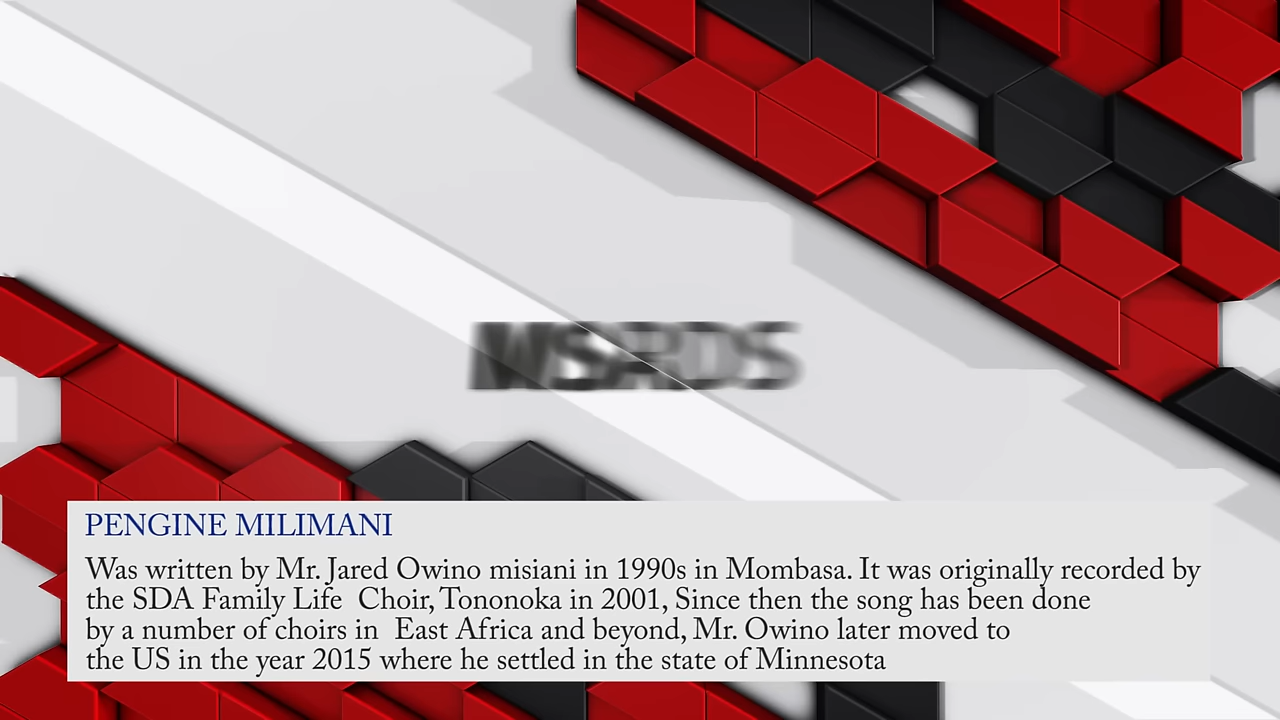 PENGINE MILIMANI
Was written by Mr. Jared Owino misiani in 1990s in Mombasa. It was originally recorded by
the SDA Family Life  Choir, Tononoka in 2001, Since then the song has been done
by a number of choirs in  East Africa and beyond, Mr. Owino later moved to
the US in the year 2015 where he settled in the state of Minnesota